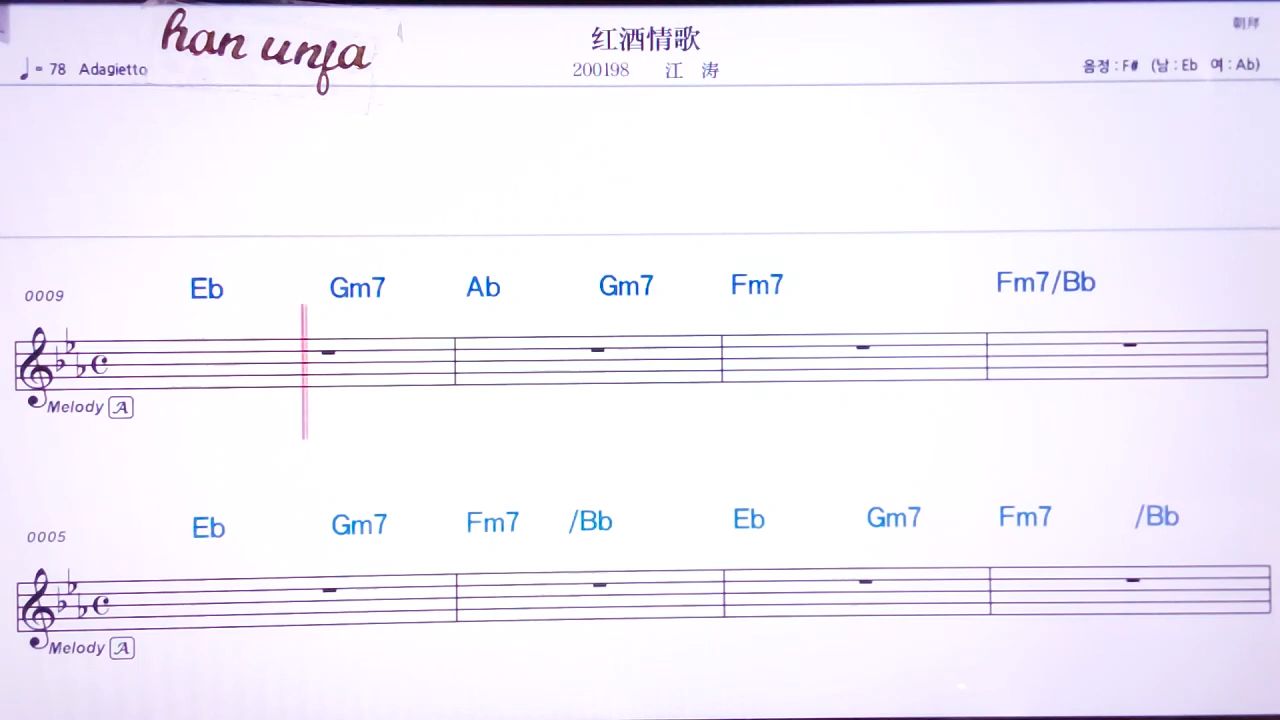 han unfa
红酒情歌
♩= 78 Adagietto
200198 江 涛
음정 : F# (남 : Eb 여 : Ab)
Eb Gm7 Ab Gm7 Fm7 Fm7/Bb
0009
Melody A
Eb Gm7 Fm7 /Bb Eb Gm7 Fm7 /Bb
0005
Melody A